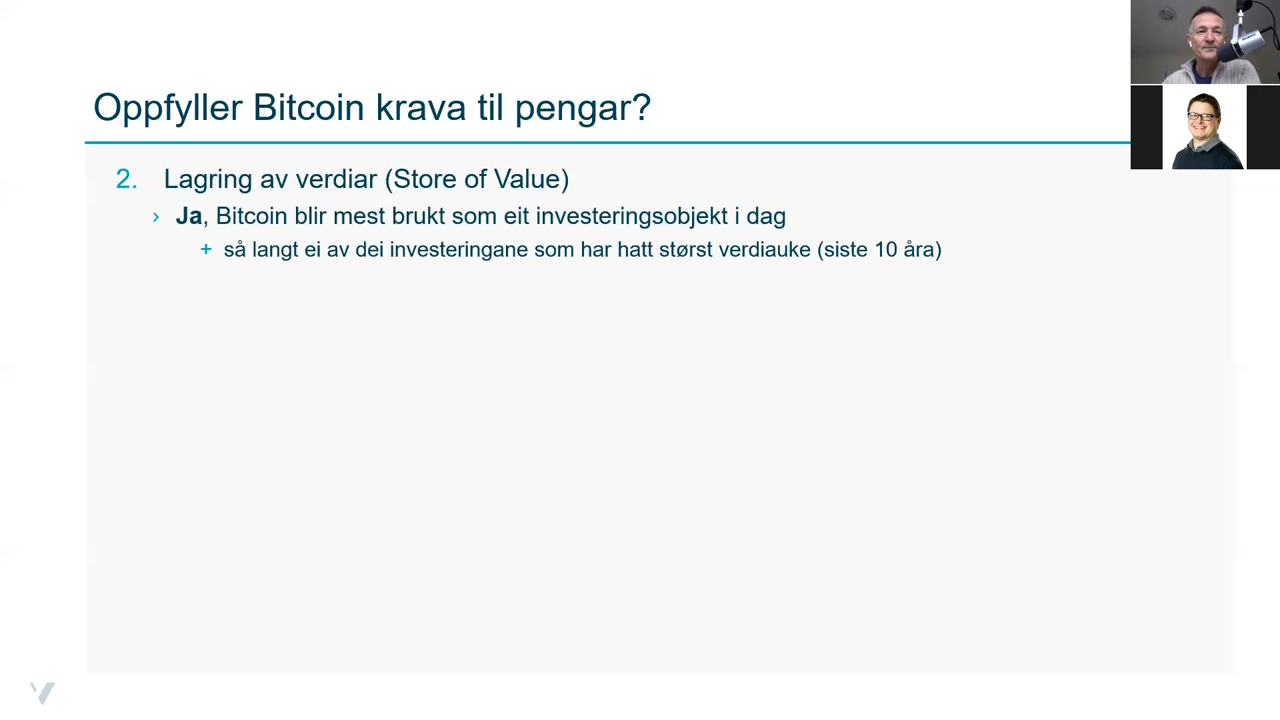 Oppfyller Bitcoin krava til pengar?
2. Lagring av verdiar (Store of Value)
› Ja, Bitcoin blir mest brukt som eit investeringsobjekt i dag
+ så langt ei av dei investeringane som har hatt størst verdiauke (siste 10 åra)